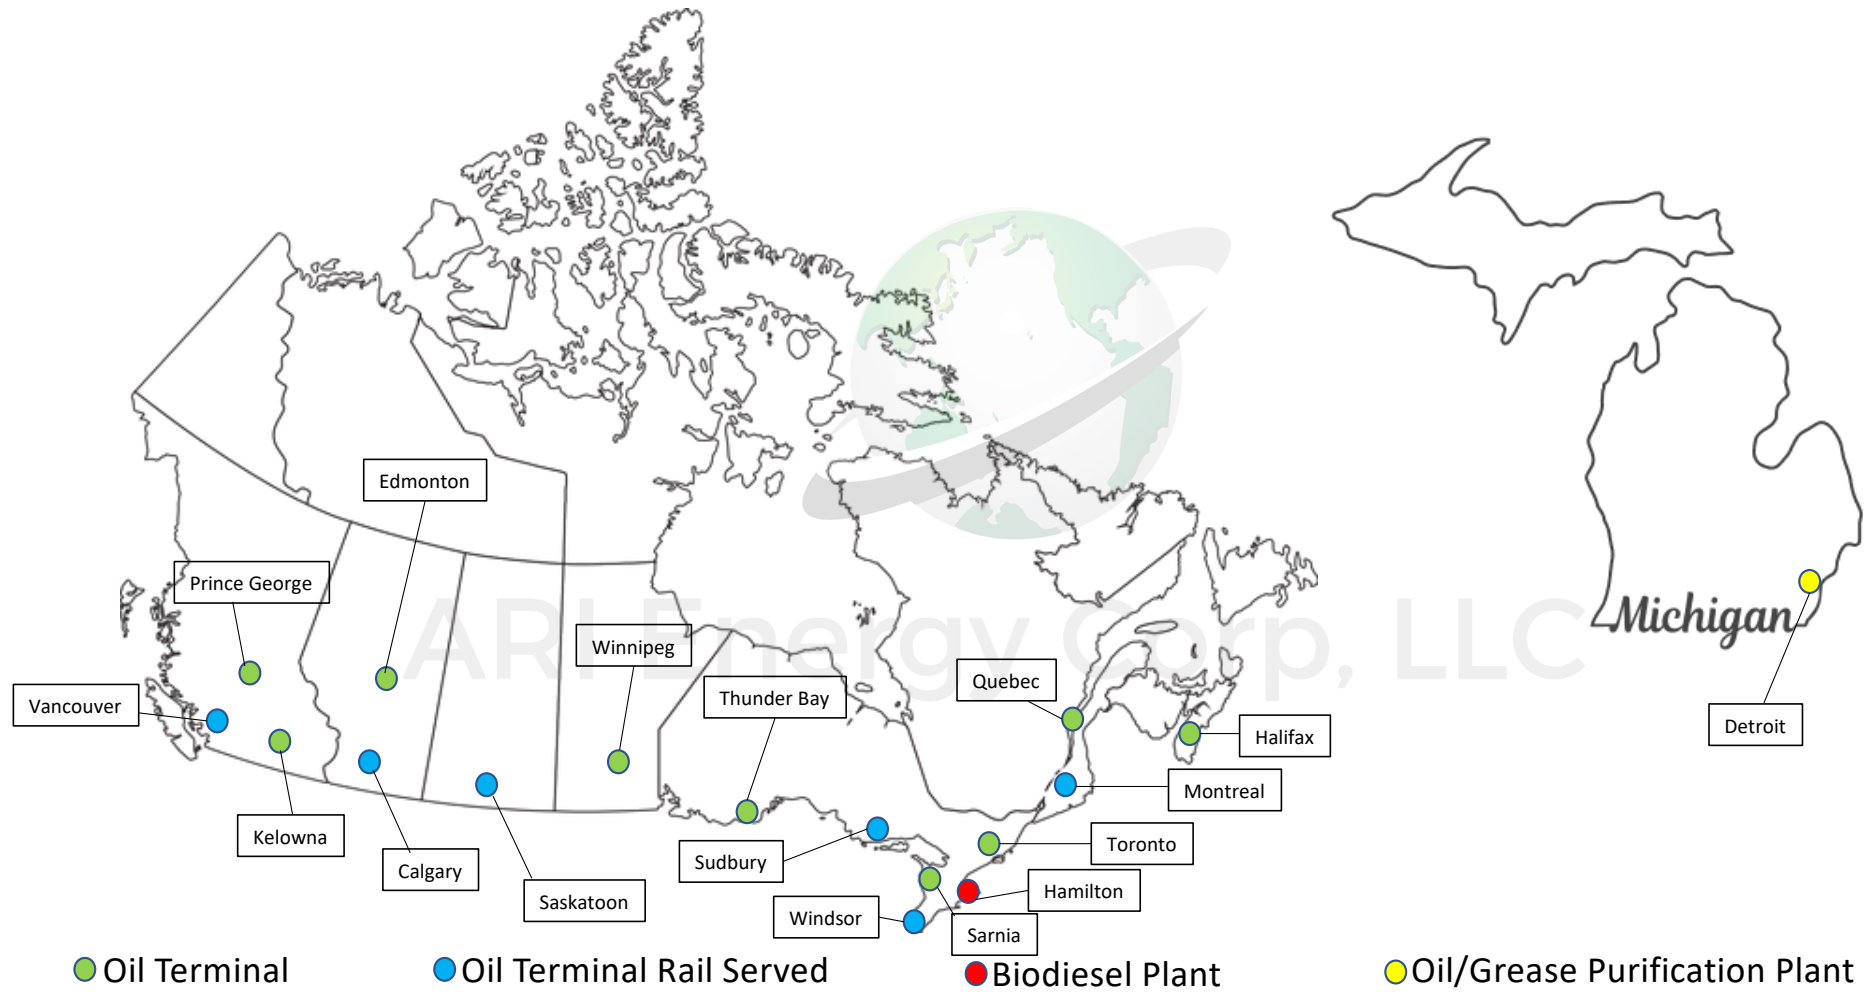 Edmonton
Prince George
ARI Energy Corp, LLC
Michigan
Winnipeg
Quebec
Thunder Bay
Vancouver
Detroit
Halifax
Montreal
Kelowna
Toronto
Sudbury
Calgary
Hamilton
Saskatoon
Windsor
Sarnia
Oil Terminal
Oil Terminal Rail Served
Biodiesel Plant
Oil/Grease Purification Plant